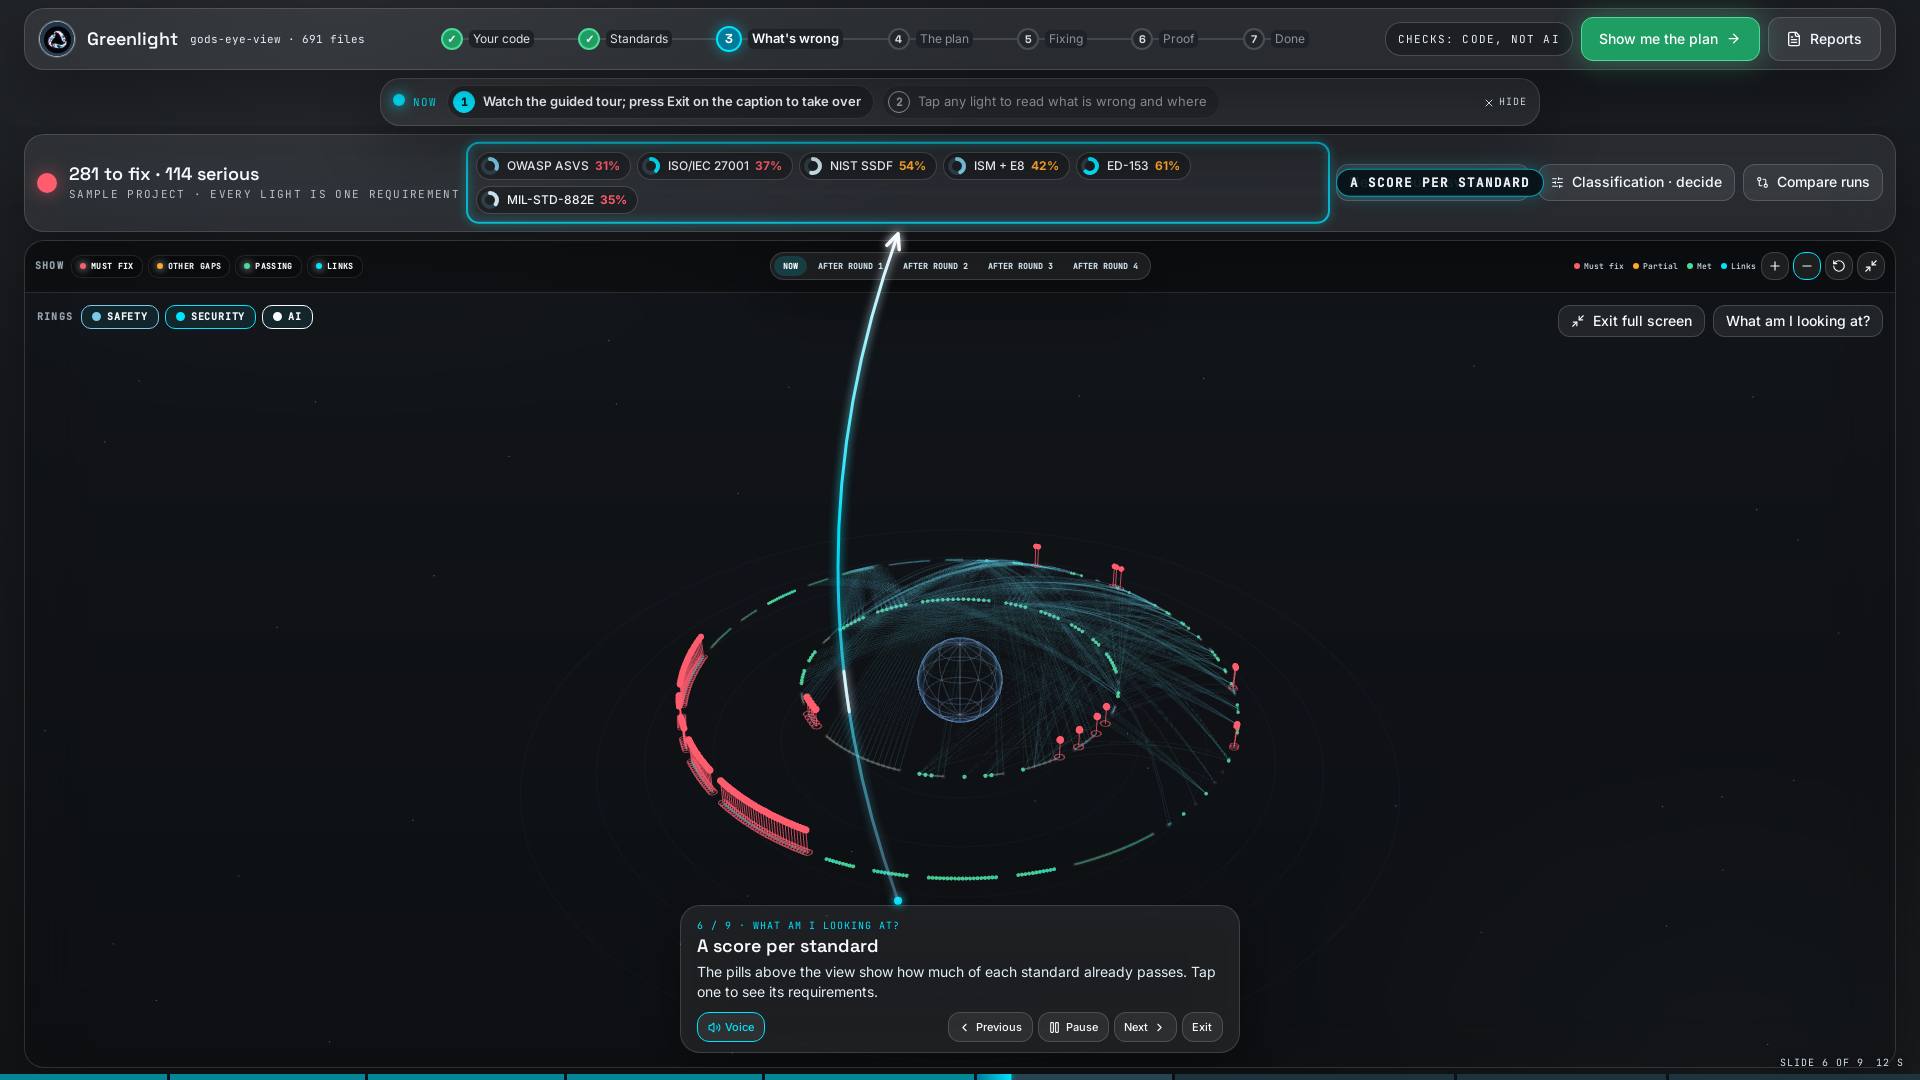 Greenlight gods-eye-view · 691 files
✓ Your code ✓ Standards 3 What's wrong 4 The plan 5 Fixing 6 Proof 7 Done
CHECKS: CODE, NOT AI
Show me the plan →
Reports
NOW 1 Watch the guided tour; press Exit on the caption to take over 2 Tap any light to read what is wrong and where × HIDE
281 to fix · 114 serious
SAMPLE PROJECT · EVERY LIGHT IS ONE REQUIREMENT
OWASP ASVS 31% ISO/IEC 27001 37% NIST SSDF 54% ISM + E8 42% ED-153 61%
MIL-STD-882E 35%
A SCORE PER STANDARD
Classification · decide
Compare runs
SHOW MUST FIX OTHER GAPS PASSING LINKS
NOW AFTER ROUND 1 AFTER ROUND 2 AFTER ROUND 3 AFTER ROUND 4
Must fix Partial Met Links
RINGS SAFETY SECURITY AI
Exit full screen
What am I looking at?
6 / 9 · WHAT AM I LOOKING AT?
A score per standard
The pills above the view show how much of each standard already passes. Tap
one to see its requirements.
Voice Previous Pause Next Exit
SLIDE 6 OF 9 12 S